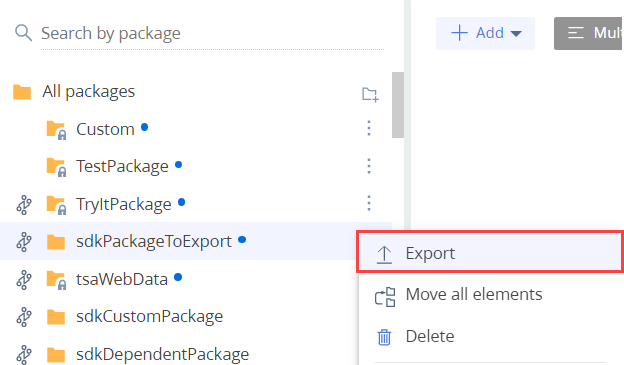 Search by package
Add
Mult
All packages
Custom
TestPackage
TryItPackage
sdkPackageToExport
Export
tsaWebData
Move all elements
sdkCustomPackage
Delete
sdkDependentPackage